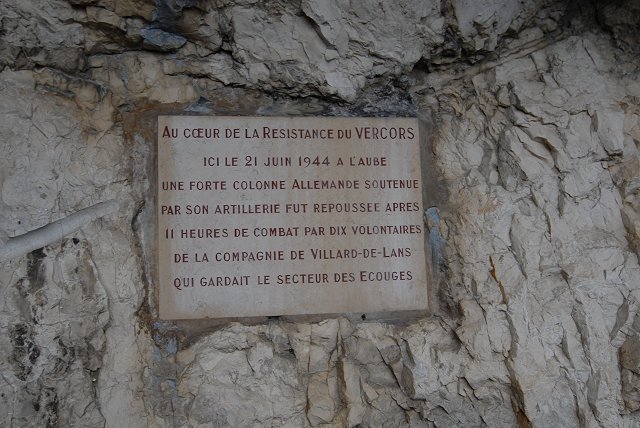 AU CŒUR DE LA RESISTANCE DU VERCORS
ICI LE 21 JUIN 1944 A L'AUBE
UNE FORTE COLONNE ALLEMANDE SOUTENUE
PAR SON ARTILLERIE FUT REPOUSSEE APRES
11 HEURES DE COMBAT PAR DIX VOLONTAIRES
DE LA COMPAGNIE DE VILLARD-DE-LANS
QUI GARDAIT LE SECTEUR DES ECOUGES